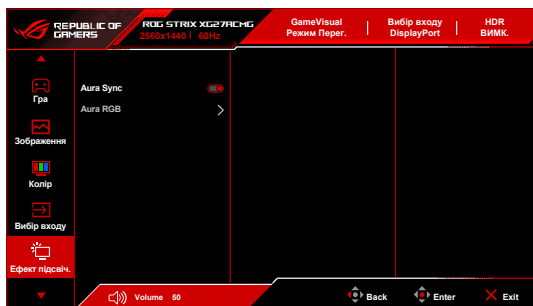 REPUBLIC OF
GAMERS
ROG STRIX XG27ACMG
2560x1440 60Hz
GameVisual
Режим Перег.
Вибір входу
DisplayPort
HDR
ВИМК.
Гра
Зображення
Колір
Вибір входу
Ефект підсвіч.
Aura Sync
Aura RGB
Volume 50
Back
Enter
Exit